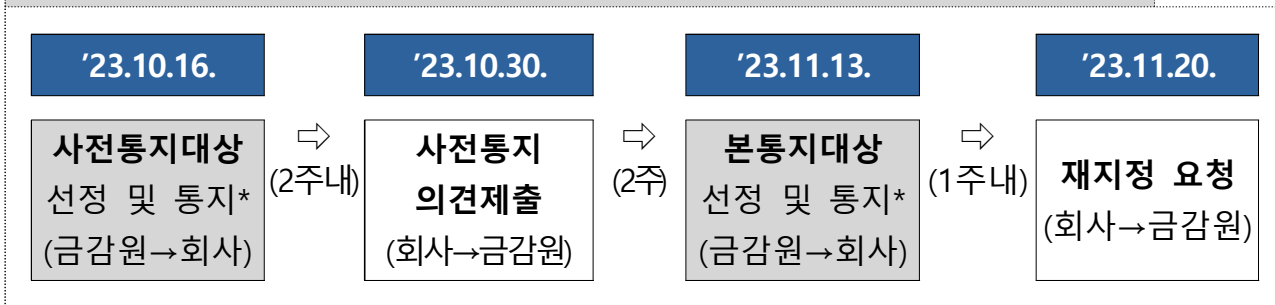 '23.10.16.
사전통지대상
선정 및 통지*
(금감원→회사)
⇨
(2주내)
'23.10.30.
사전통지
의견제출
(회사→금감원)
⇨
(2주)
'23.11.13.
본통지대상
선정 및 통지*
(금감원→회사)
⇨
(1주내)
'23.11.20.
재지정 요청
(회사→금감원)